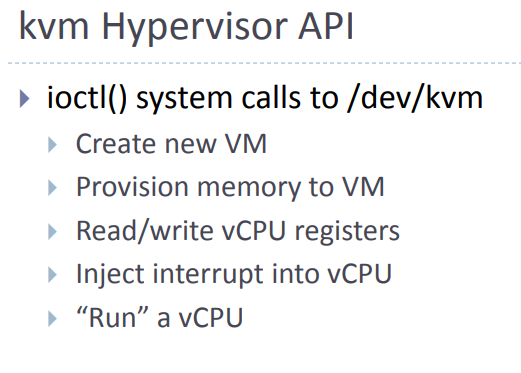 kvm Hypervisor API
ioctl() system calls to /dev/kvm
Create new VM
Provision memory to VM
Read/write vCPU registers
Inject interrupt into vCPU
“Run” a vCPU